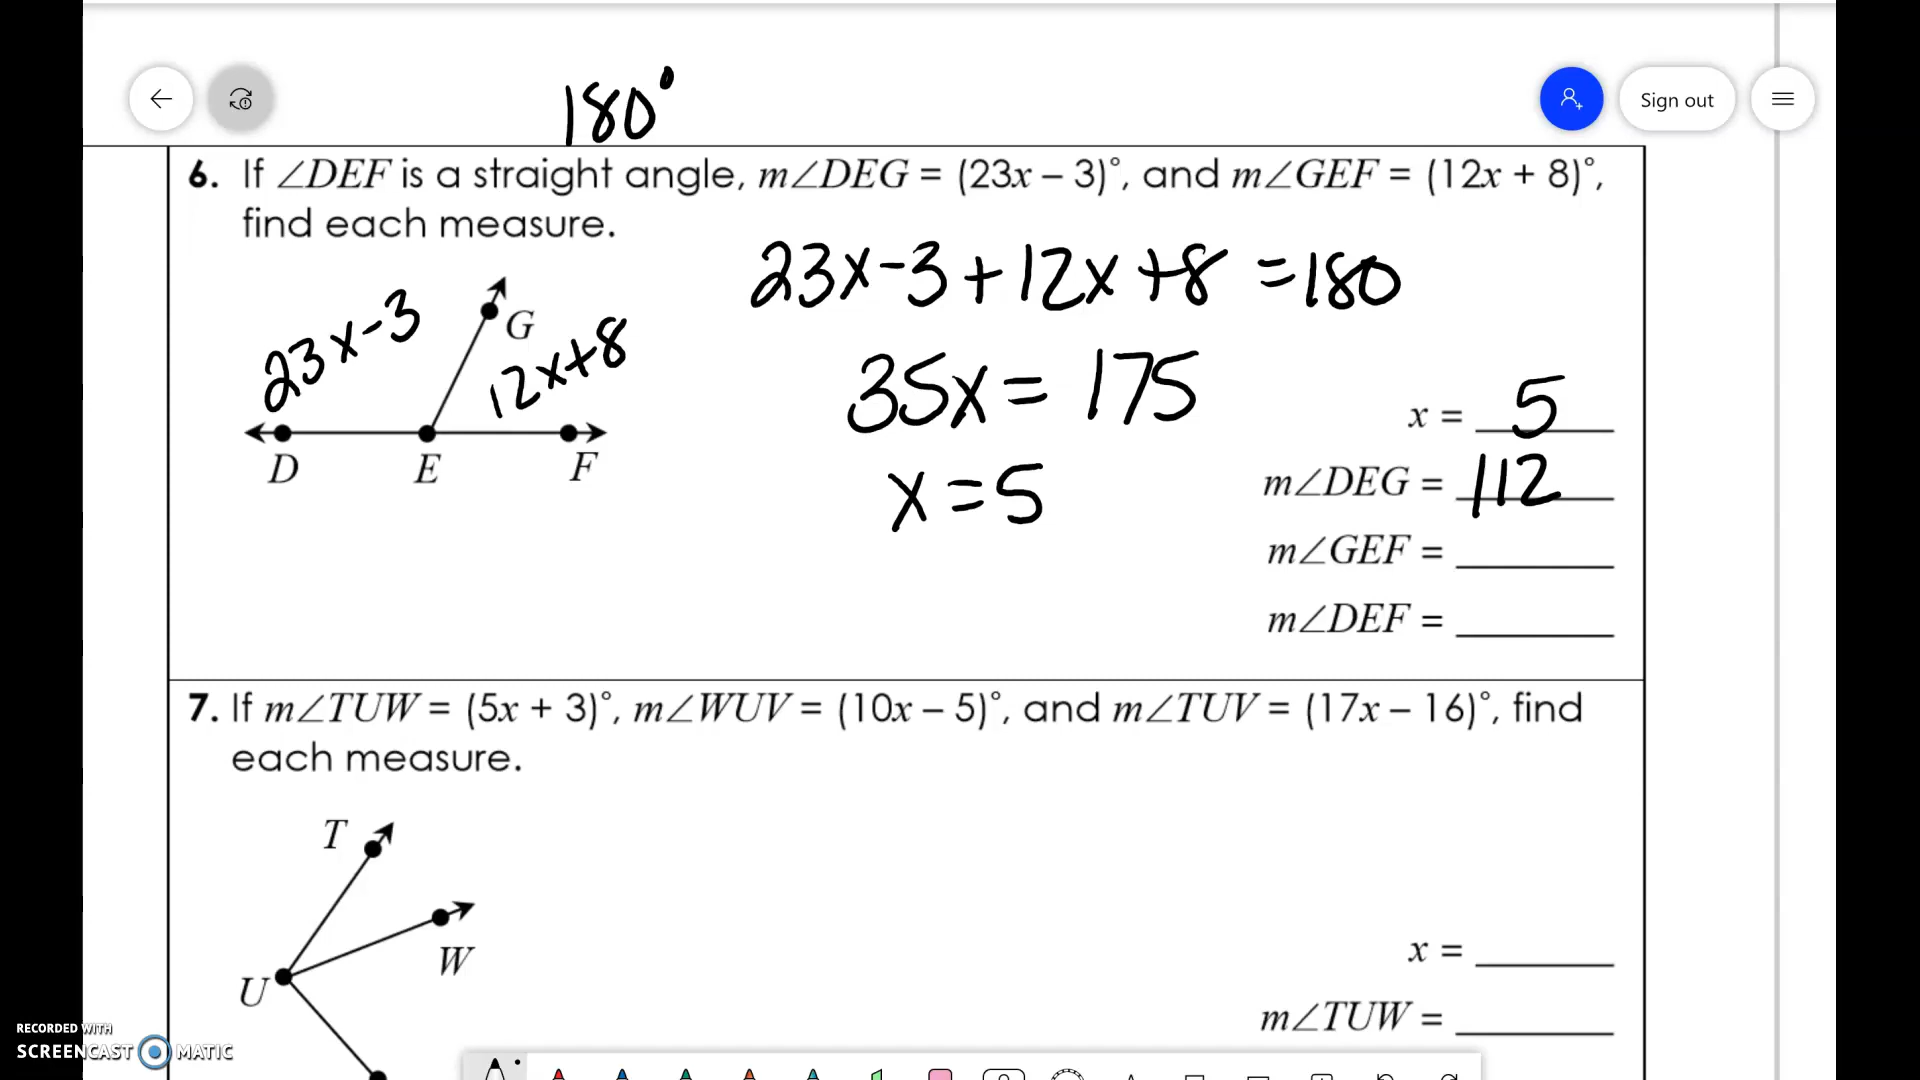 180°
Sign out
6. If ∠DEF is a straight angle, m∠DEG = (23x – 3)°, and m∠GEF = (12x + 8)°,
find each measure.
23x-3+12x+8=180
23x-3
G
12x+8
35x=175
x = 5
D E F
m∠DEG = 112
x=5
m∠GEF =
m∠DEF =
7. If m∠TUW = (5x + 3)°, m∠WUV = (10x – 5)°, and m∠TUV = (17x – 16)°, find
each measure.
T
W
U
x =
m∠TUW =
RECORDED WITH
SCREENCAST MATIC